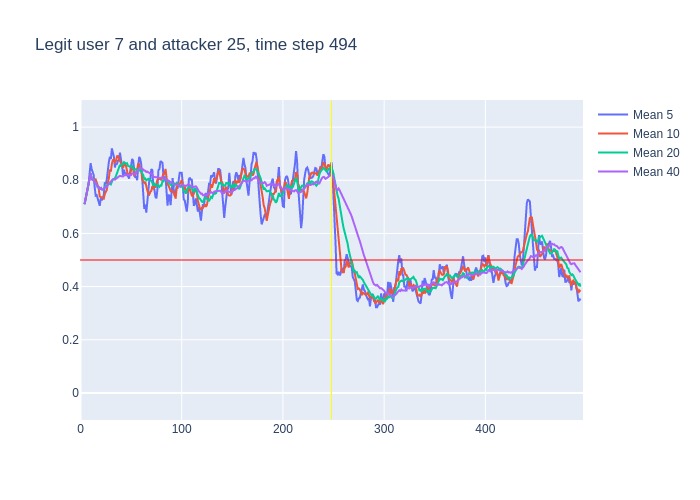 Legit user 7 and attacker 25, time step 494
Mean 5
Mean 10
Mean 20
Mean 40
1
0.8
0.6
0.4
0.2
0
0 100 200 300 400